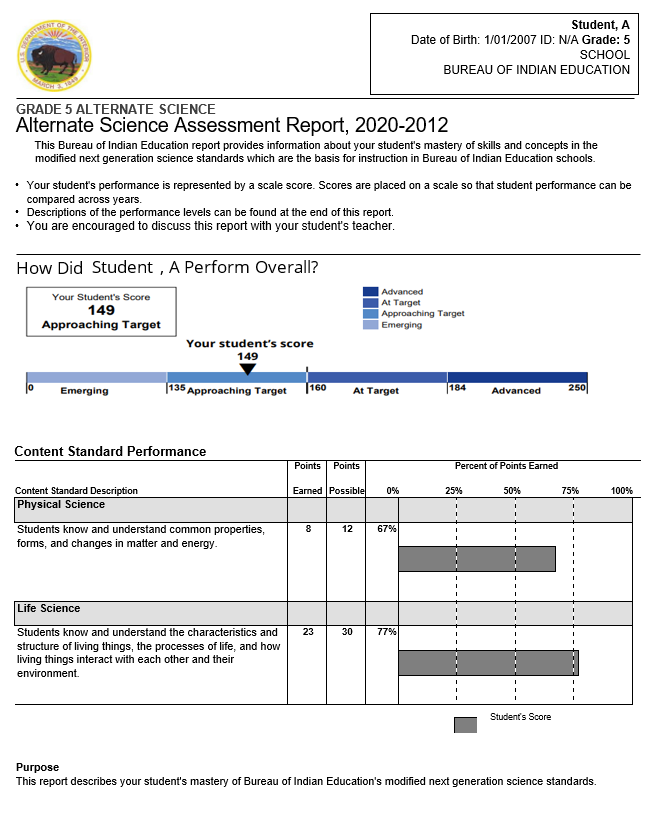 U.S. DEPARTMENT OF THE INTERIOR
MARCH 3, 1849
Student, A
Date of Birth: 1/01/2007 ID: N/A Grade: 5
SCHOOL
BUREAU OF INDIAN EDUCATION
GRADE 5 ALTERNATE SCIENCE
Alternate Science Assessment Report, 2020-2012
This Bureau of Indian Education report provides information about your student's mastery of skills and concepts in the
modified next generation science standards which are the basis for instruction in Bureau of Indian Education schools.
• Your student's performance is represented by a scale score. Scores are placed on a scale so that student performance can be
compared across years.
• Descriptions of the performance levels can be found at the end of this report.
• You are encouraged to discuss this report with your student's teacher.
How Did Student , A Perform Overall?
Your Student's Score
149
Approaching Target
Advanced
At Target
Approaching Target
Emerging
Your student's score
149
0 Emerging 135 Approaching Target 160 At Target 184 Advanced 250
Content Standard Performance
Points Points Percent of Points Earned
Content Standard Description Earned Possible 0% 25% 50% 75% 100%
Physical Science
Students know and understand common properties, 8 12 67%
forms, and changes in matter and energy.
Life Science
Students know and understand the characteristics and 23 30 77%
structure of living things, the processes of life, and how
living things interact with each other and their
environment.
Student's Score
Purpose
This report describes your student's mastery of Bureau of Indian Education's modified next generation science standards.